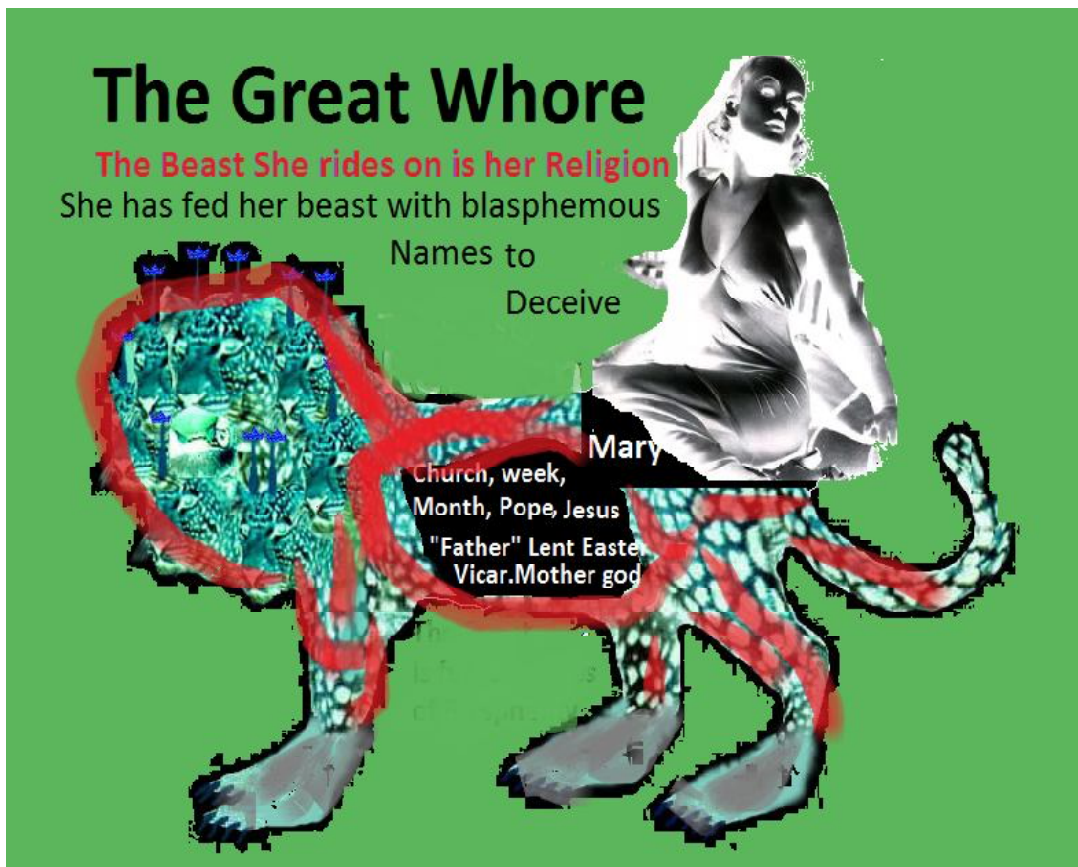 The Great Whore
The Beast She rides on is her Religion
She has fed her beast with blasphemous
Names to
Deceive
Mary
Church, week,
Month, Pope, Jesus
"Father" Lent Easte
Vicar.Mother god